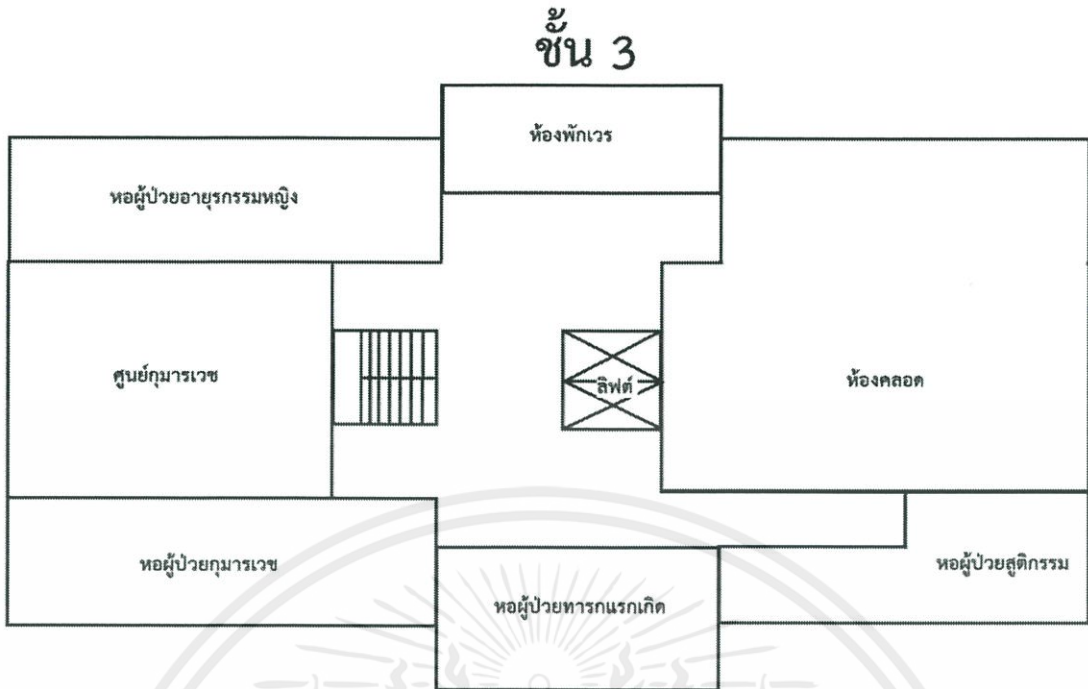 ชั้น 3
ห้องพักเวร
หอผู้ป่วยอายุรกรรมหญิง
ศูนย์กุมารเวช
ลิฟต์
ห้องคลอด
หอผู้ป่วยกุมารเวช
หอผู้ป่วยทารกแรกเกิด
หอผู้ป่วยสูติกรรม